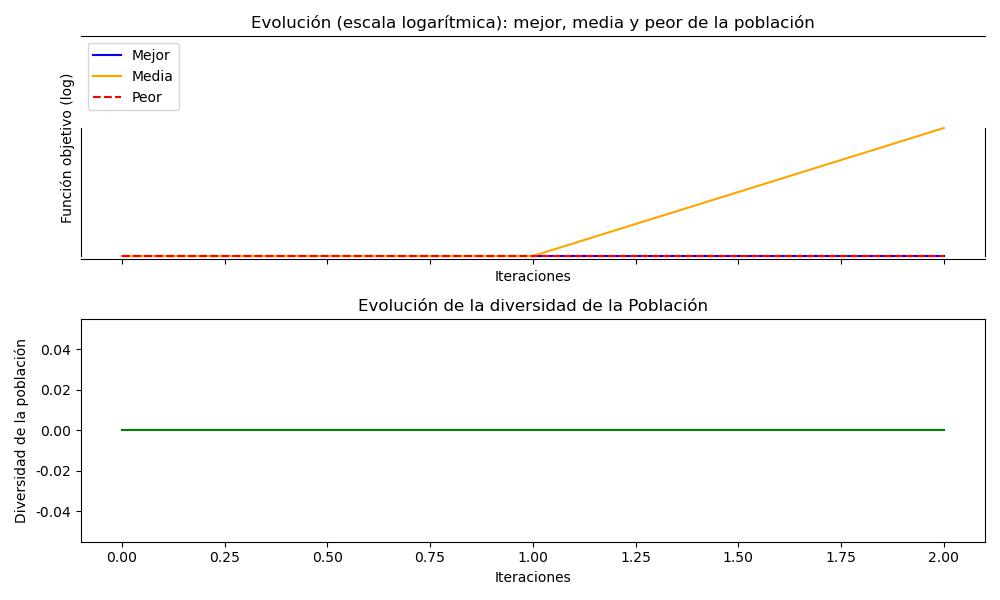 Evolución (escala logarítmica): mejor, media y peor de la población
Mejor
Media
Peor
Función objetivo (log)
Iteraciones
Evolución de la diversidad de la Población
Diversidad de la población
0.04
0.02
0.00
-0.02
-0.04
0.00 0.25 0.50 0.75 1.00 1.25 1.50 1.75 2.00
Iteraciones